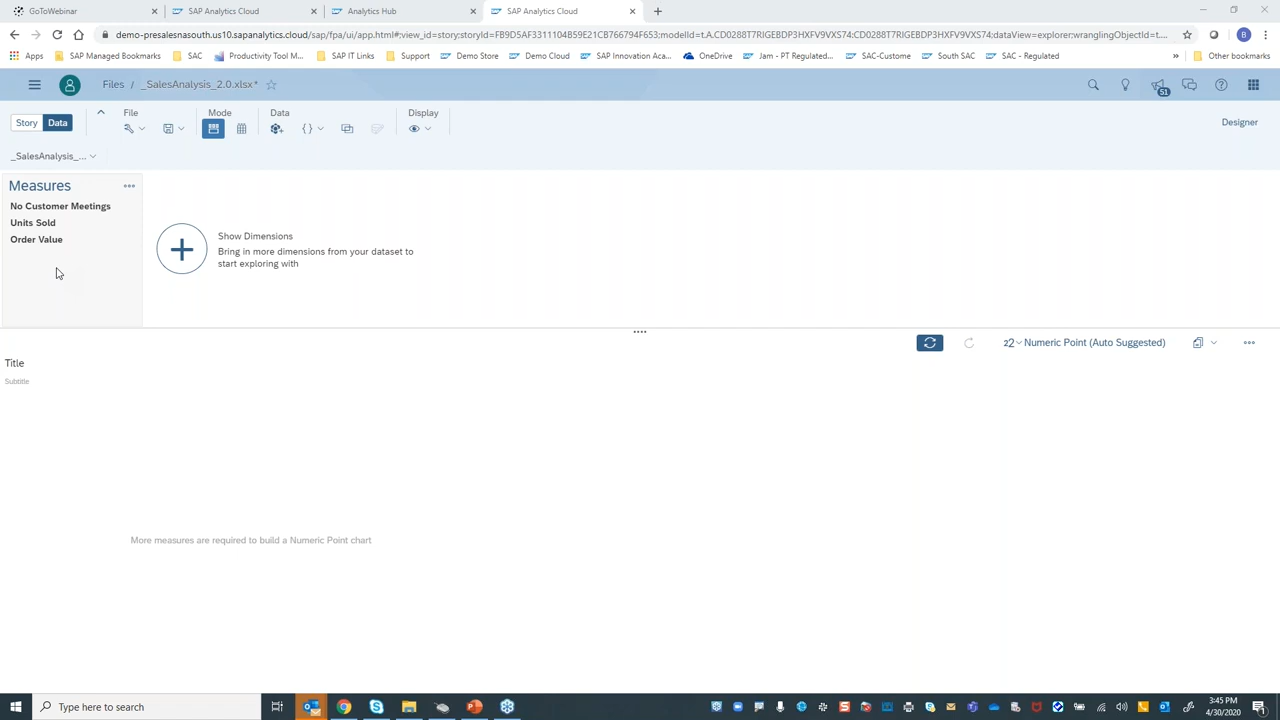 GoToWebinar
SAP Analytics Cloud
Analytics Hub
SAP Analytics Cloud
demo-presalesnasouth.us10.sapanalytics.cloud/sap/fpa/ui/app.html#;view_id=story;storyId=FB9D5AF3311104B59E21CB766794F653;modelId=t.A.CD0288T7RIGEBDP3HXFV9VXS74:CD0288T7RIGEBDP3HXFV9VXS74;dataView=explorer;wranglingObjectId=t....
B
Apps
SAP Managed Bookmarks
SAC
Productivity Tool M...
SAP IT Links
Support
Demo Store
SAP Innovation Aca...
OneDrive
Jam - PT Regulated...
SAC-Custome
South SAC
SAC - Regulated
»
Other bookmarks
Files / _SalesAnalysis_2.0.xlsx*
51
Story
Data
File
Mode
Data
Display
Designer
_SalesAnalysis_...
Measures
No Customer Meetings
Units Sold
Order Value
Show Dimensions
Bring in more dimensions from your dataset to
start exploring with
22 Numeric Point (Auto Suggested)
Title
Subtitle
More measures are required to build a Numeric Point chart
Type here to search
3:45 PM
4/30/2020